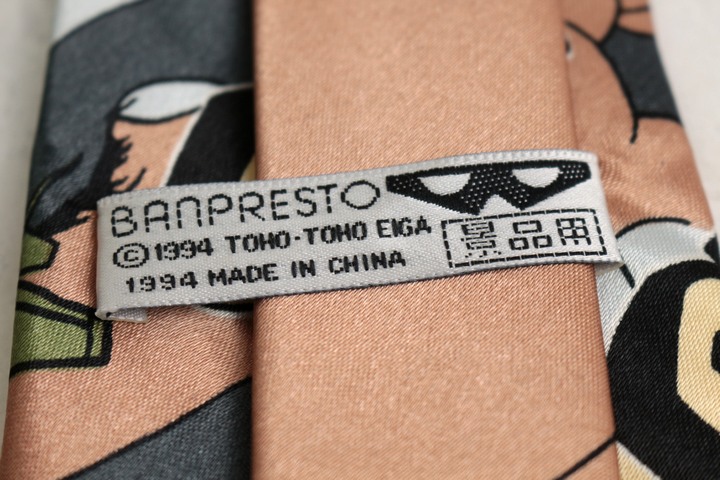 BANPRESTO
©1994 TOHO-TOHO EIGA
1994 MADE IN CHINA
景品用